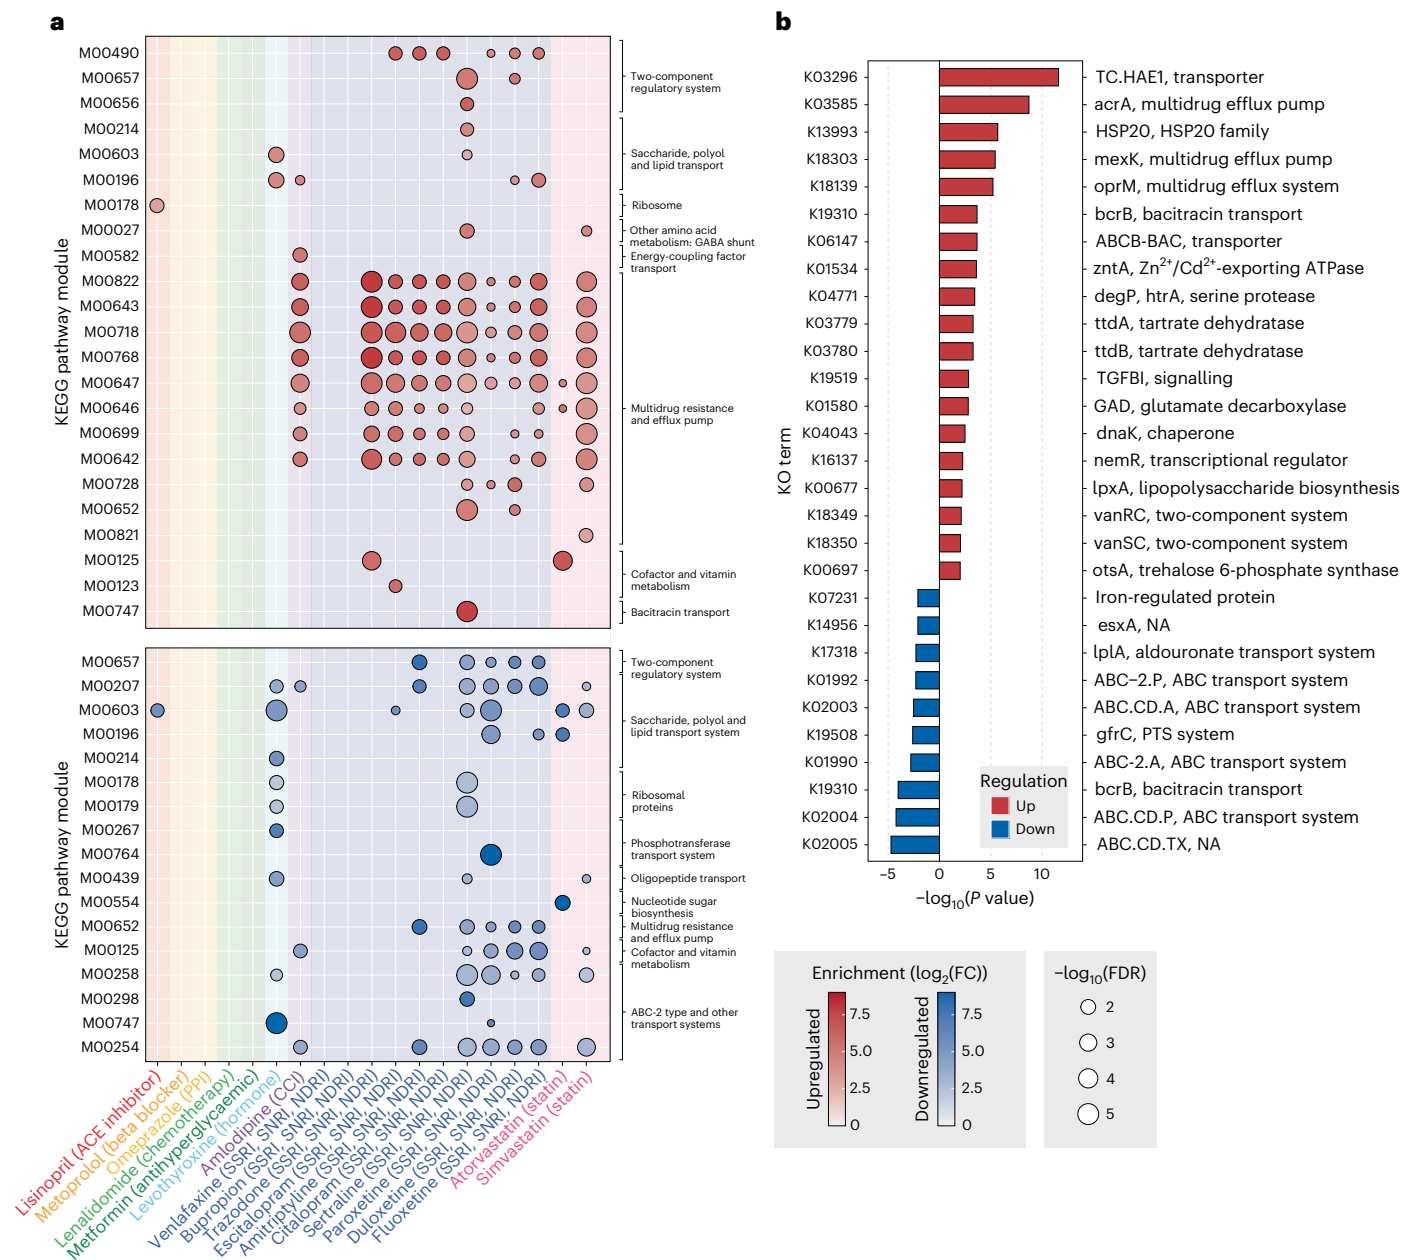 a
KEGG pathway module
M00490
M00657
M00656
M00214
M00603
M00196
M00178
M00027
M00582
M00822
M00643
M00718
M00768
M00647
M00646
M00699
M00642
M00728
M00652
M00821
M00125
M00123
M00747
Two-component
regulatory system
Saccharide, polyol
and lipid transport
Ribosome
Other amino acid
metabolism: GABA shunt
Energy-coupling factor
transport
Multidrug resistance
and efflux pump
Cofactor and vitamin
metabolism
Bacitracin transport
KEGG pathway module
M00657
M00207
M00603
M00196
M00214
M00178
M00179
M00267
M00764
M00439
M00554
M00652
M00125
M00258
M00298
M00747
M00254
Two-component
regulatory system
Saccharide, polyol and
lipid transport system
Ribosomal
proteins
Phosphotransferase
transport system
Oligopeptide transport
Nucleotide sugar
biosynthesis
Multidrug resistance
and efflux pump
Cofactor and vitamin
metabolism
ABC-2 type and other
transport systems
Lisinopril (ACE inhibitor)
Metoprolol (beta blocker)
Omeprazole (PPI)
Lenalidomide (chemotherapy)
Metformin (antihyperglycaemic)
Levothyroxine (hormone)
Amlodipine (CCI)
Venlafaxine (SSRI, SNRI, NDRI)
Bupropion (SSRI, SNRI, NDRI)
Trazodone (SSRI, SNRI, NDRI)
Escitalopram (SSRI, SNRI, NDRI)
Amitriptyline (SSRI, SNRI, NDRI)
Citalopram (SSRI, SNRI, NDRI)
Sertraline (SSRI, SNRI, NDRI)
Paroxetine (SSRI, SNRI, NDRI)
Duloxetine (SSRI, SNRI, NDRI)
Fluoxetine (SSRI, SNRI, NDRI)
Atorvastatin (statin)
Simvastatin (statin)
b
KO term
K03296 TC.HAE1, transporter
K03585 acrA, multidrug efflux pump
K13993 HSP20, HSP20 family
K18303 mexK, multidrug efflux pump
K18139 oprM, multidrug efflux system
K19310 bcrB, bacitracin transport
K06147 ABCB-BAC, transporter
K01534 zntA, Zn²⁺/Cd²⁺-exporting ATPase
K04771 degP, htrA, serine protease
K03779 ttdA, tartrate dehydratase
K03780 ttdB, tartrate dehydratase
K19519 TGFBI, signalling
K01580 GAD, glutamate decarboxylase
K04043 dnaK, chaperone
K16137 nemR, transcriptional regulator
K00677 lpxA, lipopolysaccharide biosynthesis
K18349 vanRC, two-component system
K18350 vanSC, two-component system
K00697 otsA, trehalose 6-phosphate synthase
K07231 Iron-regulated protein
K14956 esxA, NA
K17318 lplA, aldouronate transport system
K01992 ABC−2.P, ABC transport system
K02003 ABC.CD.A, ABC transport system
K19508 gfrC, PTS system
K01990 ABC-2.A, ABC transport system
K19310 bcrB, bacitracin transport
K02004 ABC.CD.P, ABC transport system
K02005 ABC.CD.TX, NA
Regulation
Up
Down
−5 0 5 10
−log₁₀(P value)
Enrichment (log₂(FC))
Upregulated
7.5
5.0
2.5
0
Downregulated
7.5
5.0
2.5
0
−log₁₀(FDR)
2
3
4
5